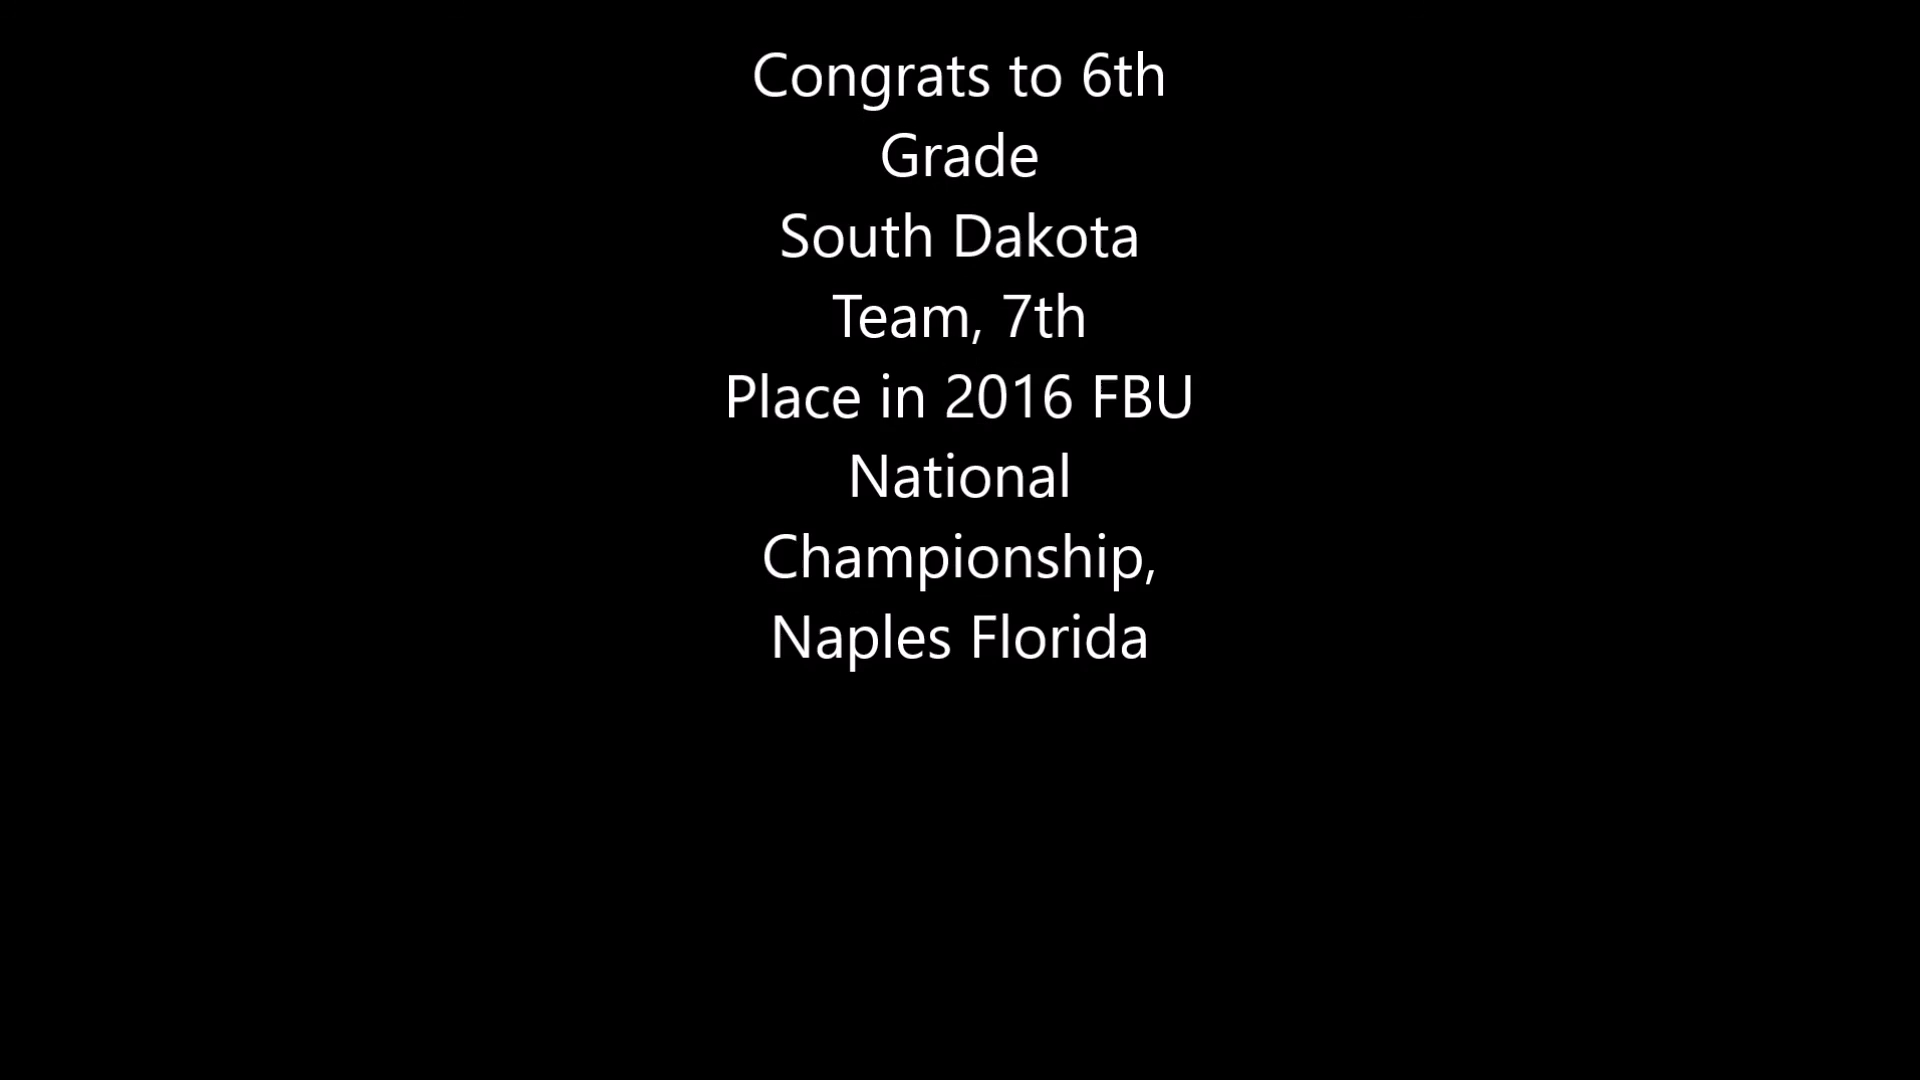 Congrats to 6th
Grade
South Dakota
Team, 7th
Place in 2016 FBU
National
Championship,
Naples Florida